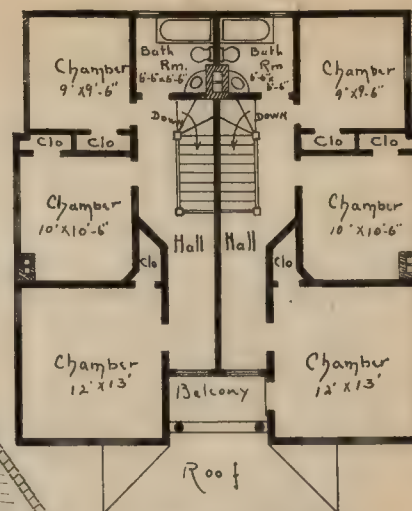 Bath
Rm.
6'-6"x6'-6"
Bath
Rm
6'-6"x
6'-6"
Chamber
9'x9'-6"
Chamber
9'x9-6"
Down
Down
Clo
Clo
Clo
Clo
Chamber
10'x10'-6"
Chamber
10'x10'-6"
Hall
Hall
Clo
Clo
Chamber
12'x13'
Chamber
12'x13'
Balcony
Roof